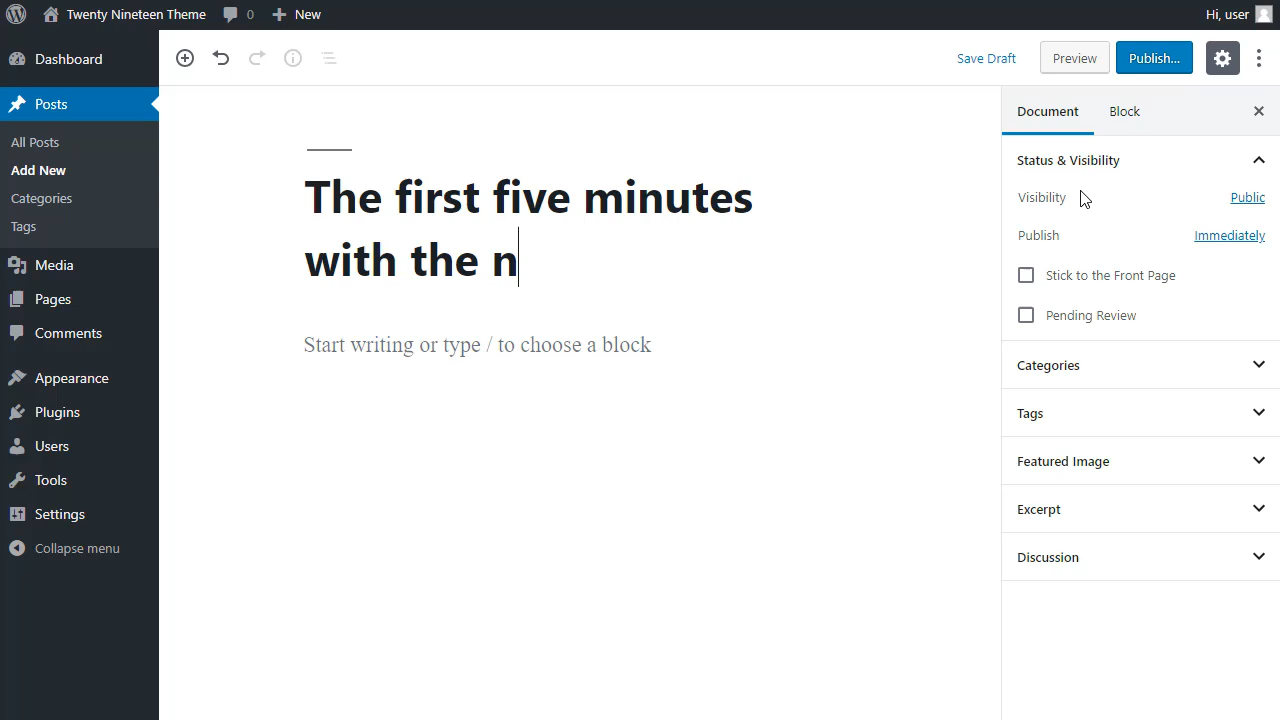 Twenty Nineteen Theme 0 New Hi, user
Dashboard
Posts
All Posts
Add New
Categories
Tags
Media
Pages
Comments
Appearance
Plugins
Users
Tools
Settings
Collapse menu
Save Draft Preview Publish...
The first five minutes
with the n
Start writing or type / to choose a block
Document Block
Status & Visibility
Visibility Public
Publish Immediately
Stick to the Front Page
Pending Review
Categories
Tags
Featured Image
Excerpt
Discussion